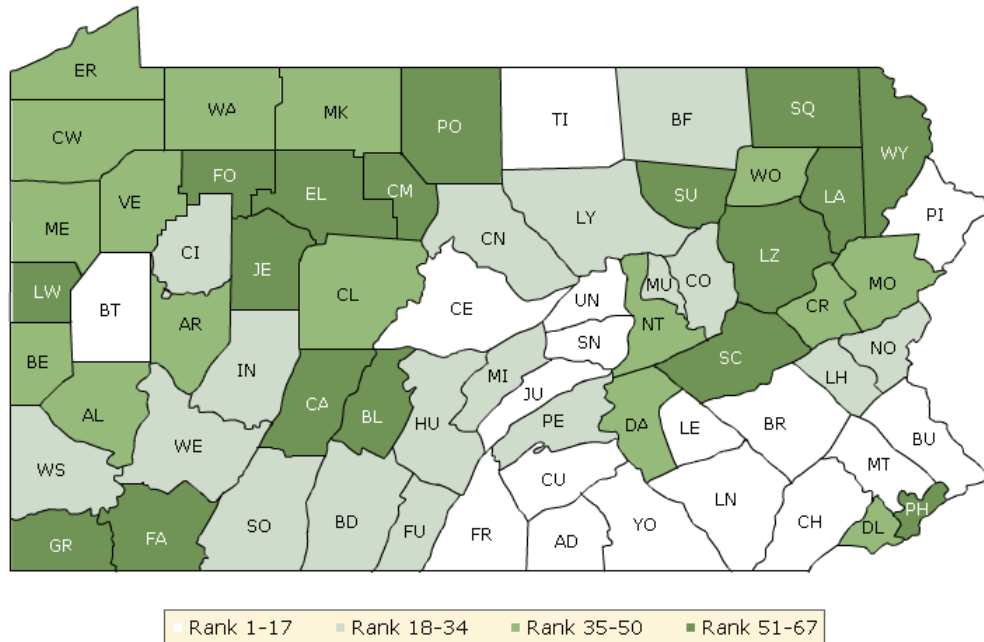 ER
WA
MK
PO
TI
BF
SQ
WY
CW
FO
EL
CM
SU
WO
LA
VE
PI
ME
CI
JE
CN
LY
LW
BT
CL
CE
UN
MU
CO
LZ
MO
AR
NT
CR
BE
IN
SN
SC
NO
AL
CA
BL
HU
MI
JU
PE
DA
LE
BR
LH
BU
WS
WE
CU
MT
GR
FA
SO
BD
FU
FR
AD
YO
LN
CH
DL
PH
Rank 1-17 Rank 18-34 Rank 35-50 Rank 51-67